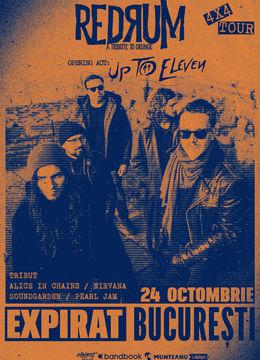 REDRUM
A TRIBUTE TO GRUNGE
4X4
TOUR
OPENING ACT: UP TO ELEVEN
TRIBUT
ALICE IN CHAINS / NIRVANA
SOUNDGARDEN / PEARL JAM
24 OCTOMBRIE
EXPIRAT BUCUREȘTI
bandbook MUNTEANU